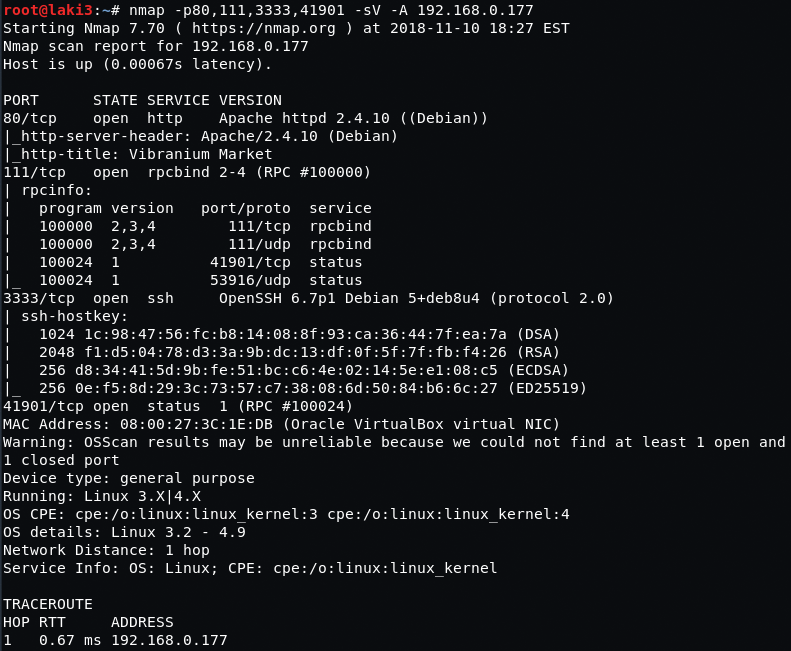 root@laki3:~# nmap -p80,111,3333,41901 -sV -A 192.168.0.177
Starting Nmap 7.70 ( https://nmap.org ) at 2018-11-10 18:27 EST
Nmap scan report for 192.168.0.177
Host is up (0.00067s latency).

PORT      STATE SERVICE VERSION
80/tcp    open  http    Apache httpd 2.4.10 ((Debian))
|_http-server-header: Apache/2.4.10 (Debian)
|_http-title: Vibranium Market
111/tcp   open  rpcbind 2-4 (RPC #100000)
| rpcinfo:
|   program version   port/proto  service
|   100000  2,3,4        111/tcp  rpcbind
|   100000  2,3,4        111/udp  rpcbind
|   100024  1          41901/tcp  status
|_  100024  1          53916/udp  status
3333/tcp  open  ssh     OpenSSH 6.7p1 Debian 5+deb8u4 (protocol 2.0)
| ssh-hostkey:
|   1024 1c:98:47:56:fc:b8:14:08:8f:93:ca:36:44:7f:ea:7a (DSA)
|   2048 f1:d5:04:78:d3:3a:9b:dc:13:df:0f:5f:7f:fb:f4:26 (RSA)
|   256 d8:34:41:5d:9b:fe:51:bc:c6:4e:02:14:5e:e1:08:c5 (ECDSA)
|_  256 0e:f5:8d:29:3c:73:57:c7:38:08:6d:50:84:b6:6c:27 (ED25519)
41901/tcp open  status  1 (RPC #100024)
MAC Address: 08:00:27:3C:1E:DB (Oracle VirtualBox virtual NIC)
Warning: OSScan results may be unreliable because we could not find at least 1 open and
1 closed port
Device type: general purpose
Running: Linux 3.X|4.X
OS CPE: cpe:/o:linux:linux_kernel:3 cpe:/o:linux:linux_kernel:4
OS details: Linux 3.2 - 4.9
Network Distance: 1 hop
Service Info: OS: Linux; CPE: cpe:/o:linux:linux_kernel

TRACEROUTE
HOP RTT     ADDRESS
1   0.67 ms 192.168.0.177